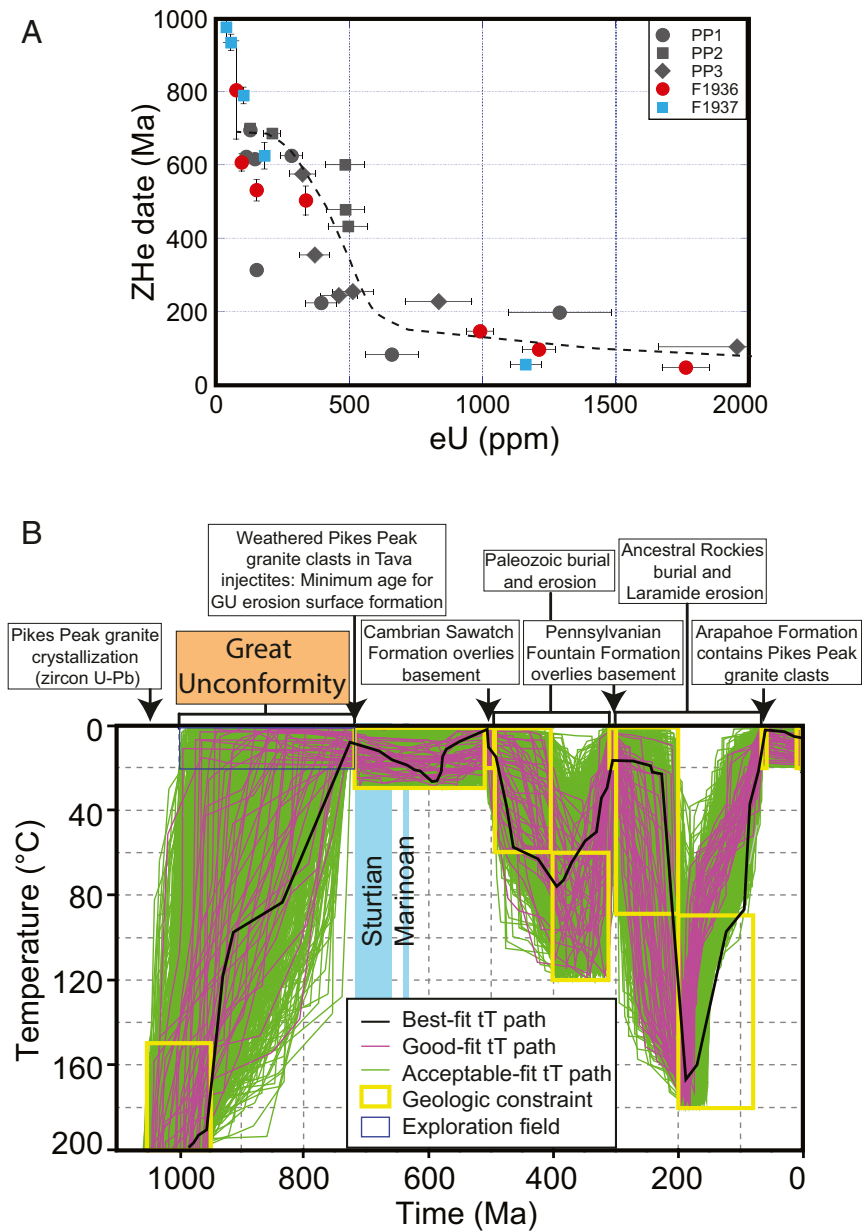 A
ZHe date (Ma)
1000
800
600
400
200
0
0
500
1000
1500
2000
eU (ppm)
PP1
PP2
PP3
F1936
F1937
B
Weathered Pikes Peak
granite clasts in Tava
injectites: Minimum age for
GU erosion surface formation
Paleozoic burial
and erosion
Ancestral Rockies
burial and
Laramide erosion
Pikes Peak granite
crystallization
(zircon U-Pb)
Great
Unconformity
Cambrian Sawatch
Formation overlies
basement
Pennsylvanian
Fountain Formation
overlies basement
Arapahoe Formation
contains Pikes Peak
granite clasts
Temperature (°C)
0
40
80
120
160
200
Sturtian
Marinoan
Best-fit tT path
Good-fit tT path
Acceptable-fit tT path
Geologic constraint
Exploration field
1000
800
600
400
200
0
Time (Ma)